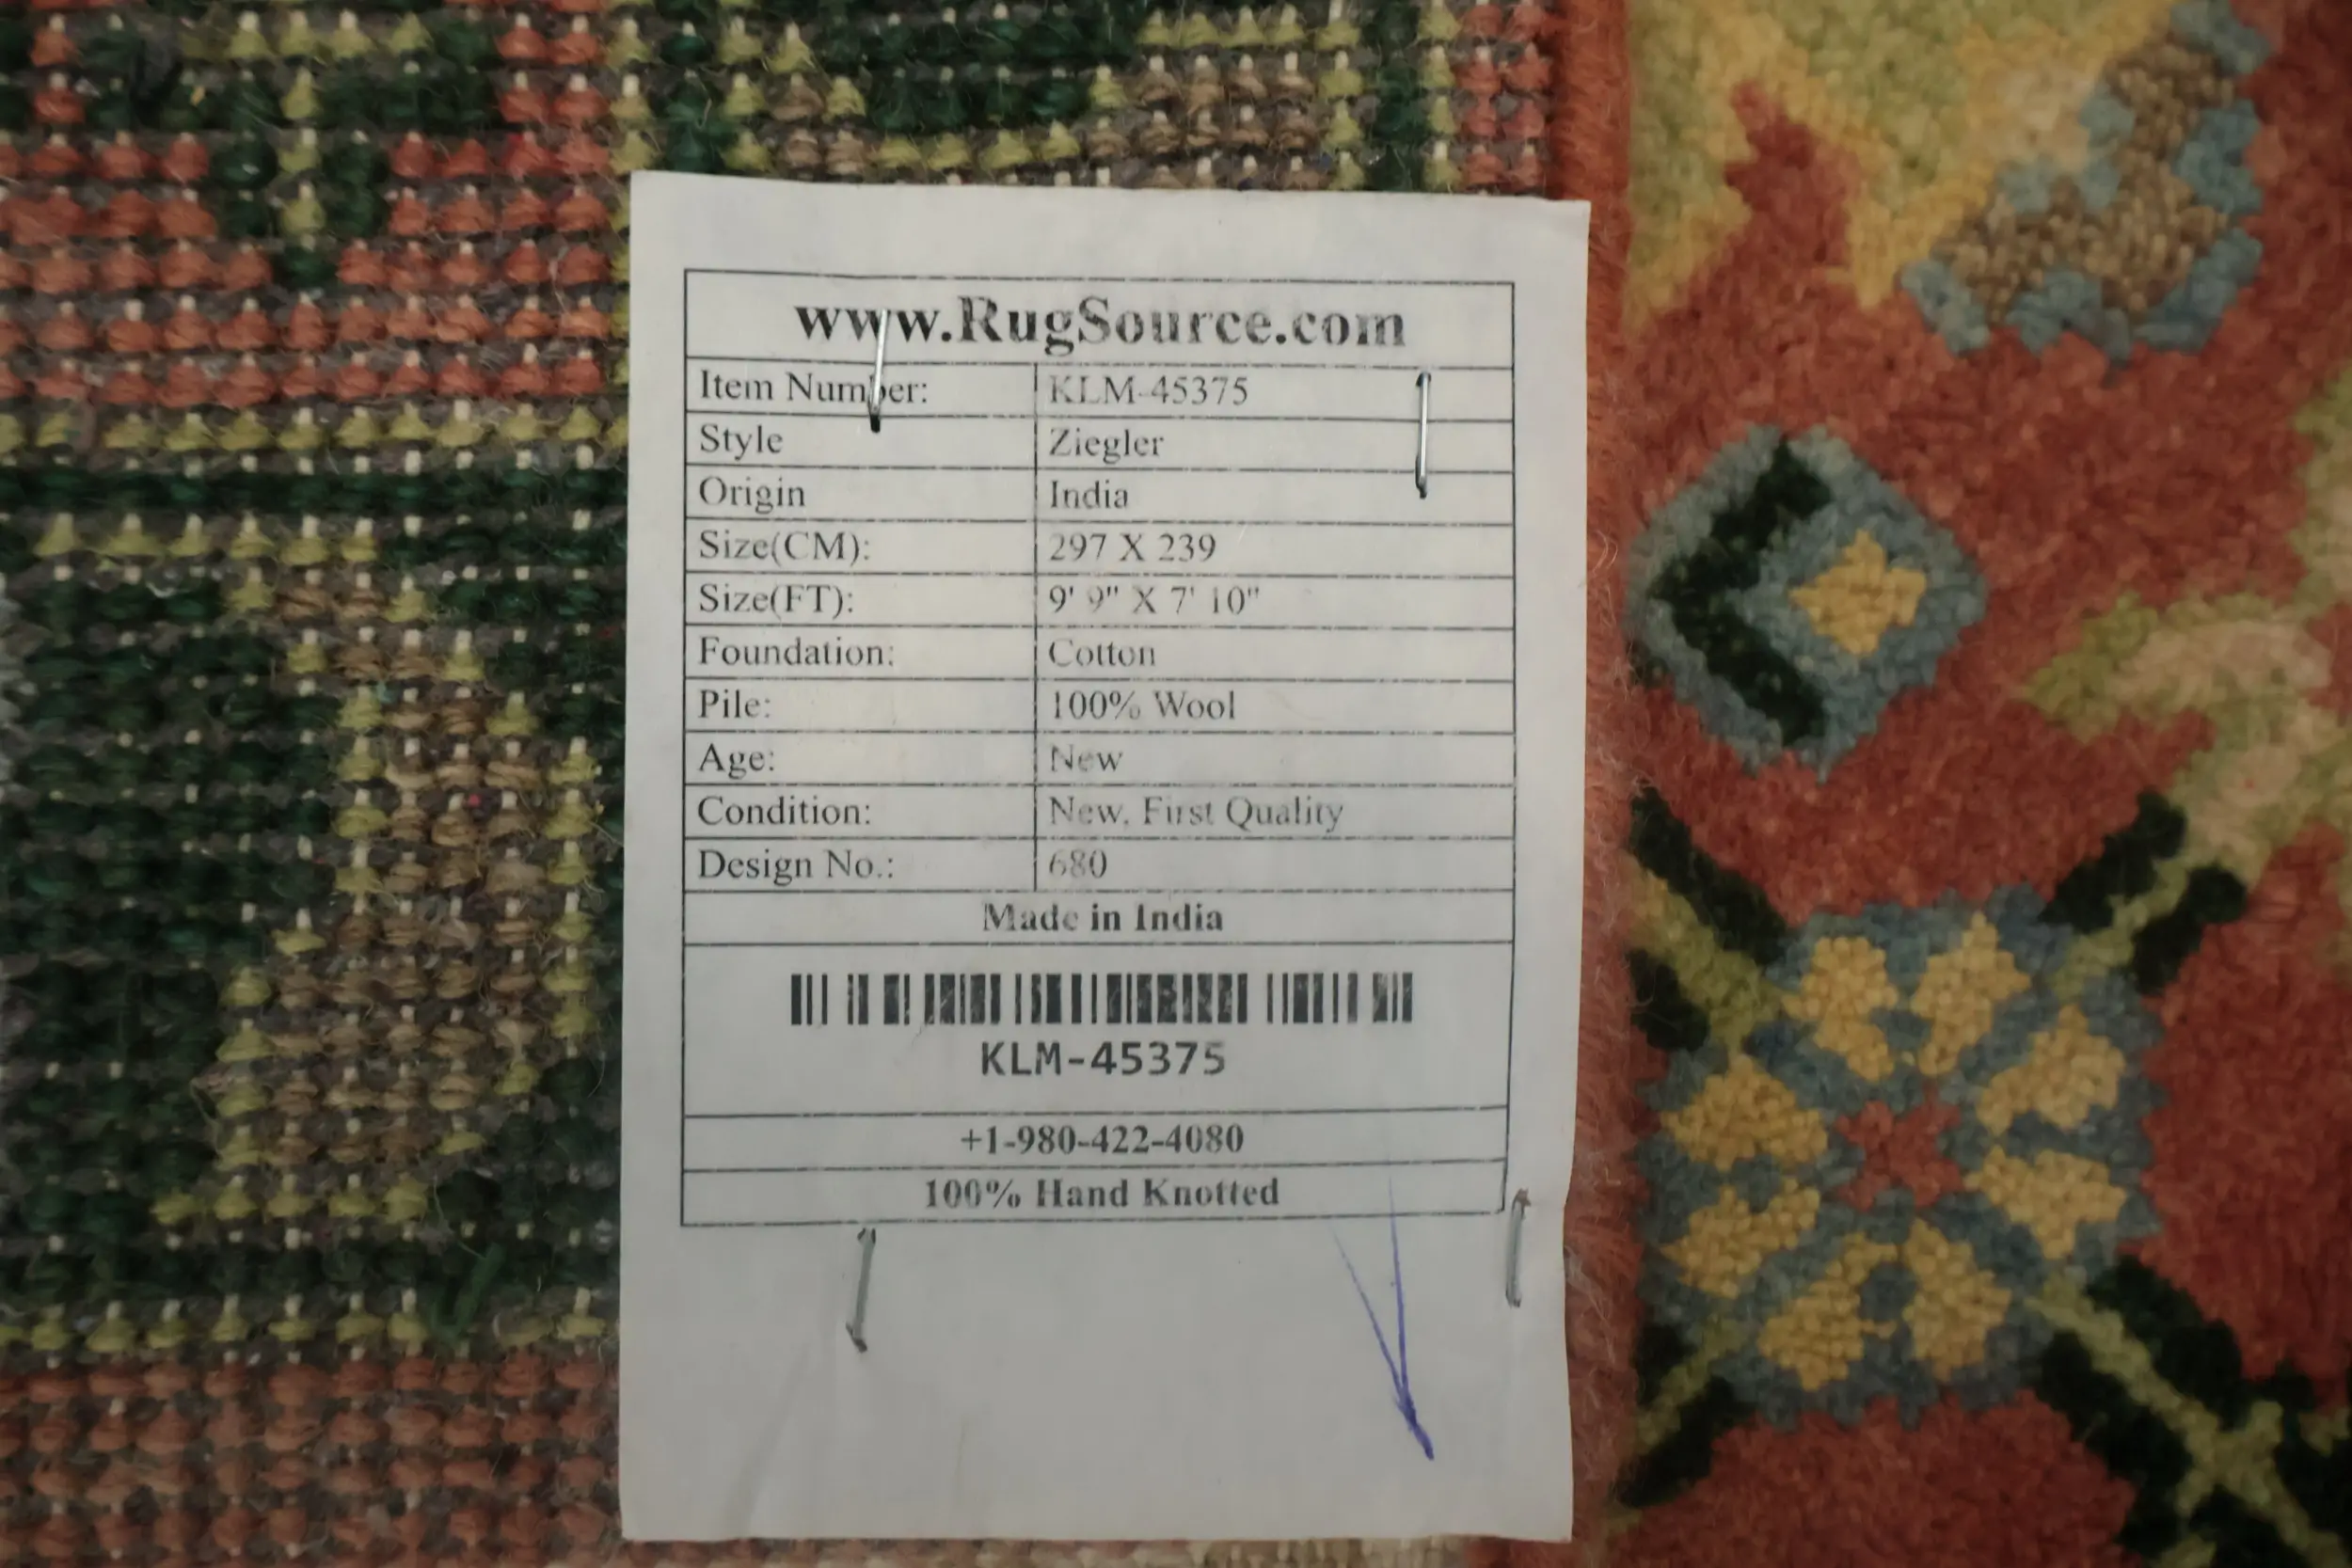 www.RugSource.com
Item Number: KLM-45375
Style Ziegler
Origin India
Size(CM): 297 X 239
Size(FT): 9' 9" X 7' 10"
Foundation: Cotton
Pile: 100% Wool
Age: New
Condition: New, First Quality
Design No.: 680
Made in India
KLM-45375
+1-980-422-4080
100% Hand Knotted